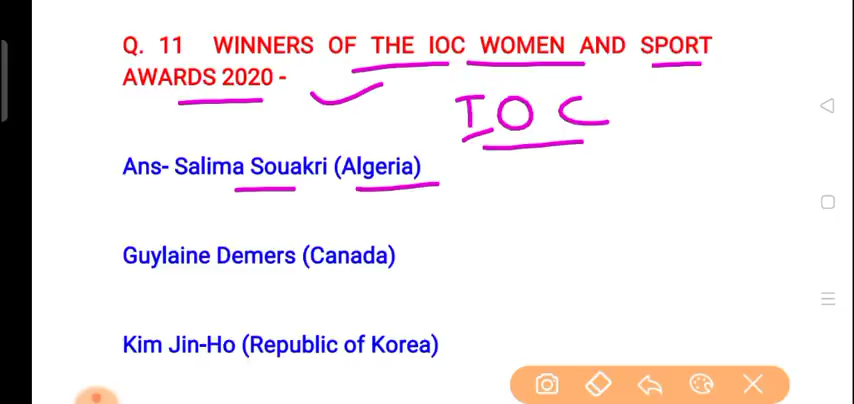 Q. 11 WINNERS OF THE IOC WOMEN AND SPORT
AWARDS 2020 -
IOC
Ans- Salima Souakri (Algeria)
Guylaine Demers (Canada)
Kim Jin-Ho (Republic of Korea)